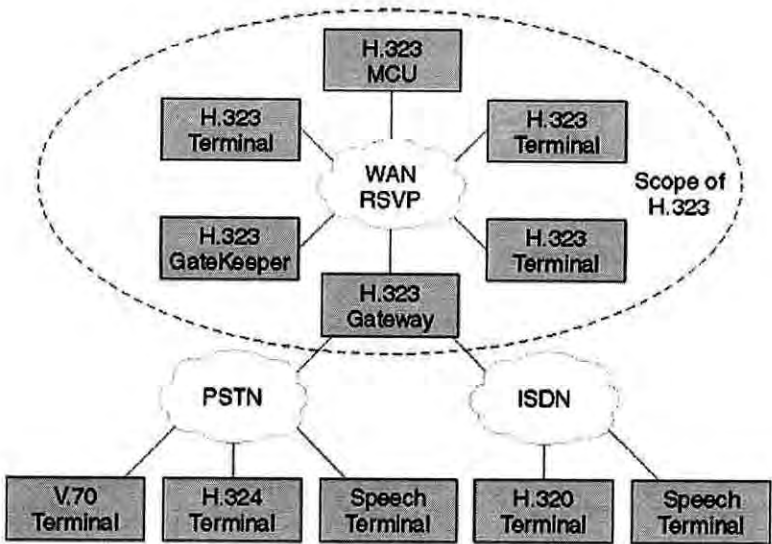 H.323
MCU
H.323
Terminal
H.323
Terminal
WAN
RSVP
Scope of
H.323
H.323
GateKeeper
H.323
Terminal
H.323
Gateway
PSTN
ISDN
V.70
Terminal
H.324
Terminal
Speech
Terminal
H.320
Terminal
Speech
Terminal